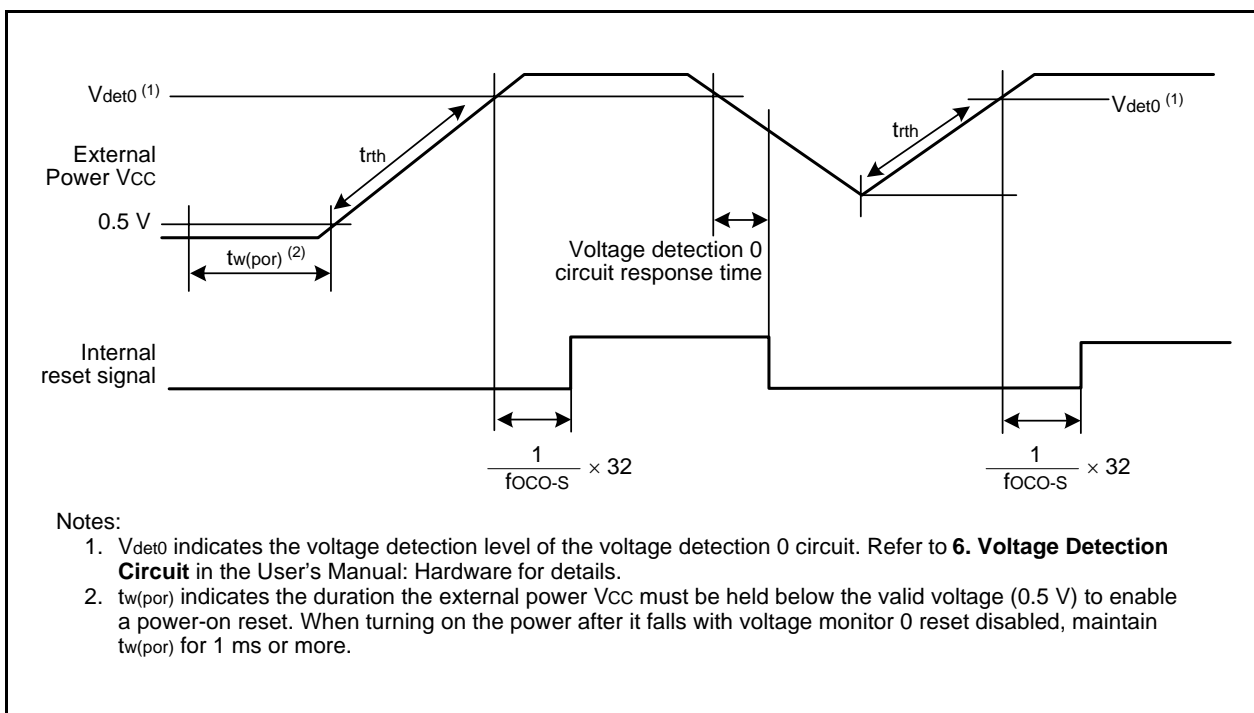 Vdet0 (1)
trth
External
Power VCC
0.5 V
tw(por) (2)
Voltage detection 0
circuit response time
trth
Vdet0 (1)
Internal
reset signal
1
fOCO-S
× 32
1
fOCO-S
× 32
Notes:
1. Vdet0 indicates the voltage detection level of the voltage detection 0 circuit. Refer to 6. Voltage Detection
Circuit in the User's Manual: Hardware for details.
2. tw(por) indicates the duration the external power VCC must be held below the valid voltage (0.5 V) to enable
a power-on reset. When turning on the power after it falls with voltage monitor 0 reset disabled, maintain
tw(por) for 1 ms or more.